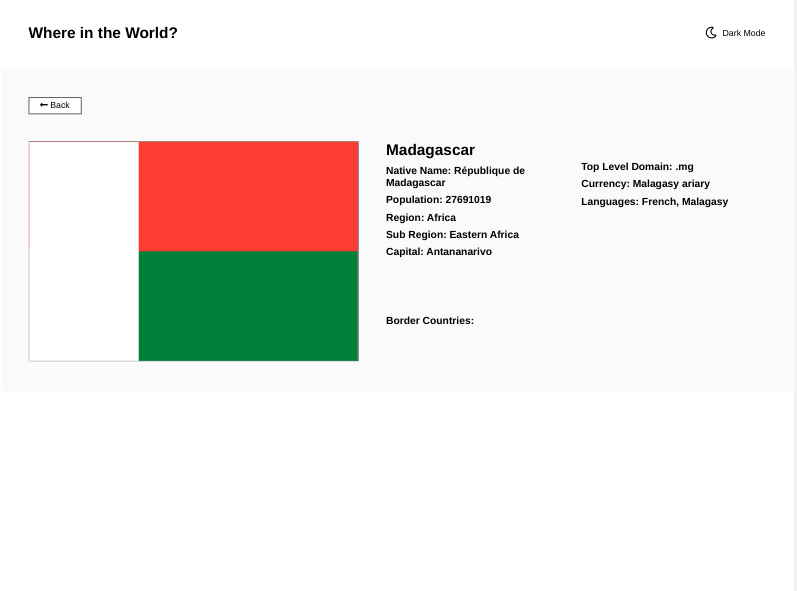 Where in the World?
Dark Mode
Back
Madagascar
Native Name: République de
Madagascar
Population: 27691019
Region: Africa
Sub Region: Eastern Africa
Capital: Antananarivo
Top Level Domain: .mg
Currency: Malagasy ariary
Languages: French, Malagasy
Border Countries: